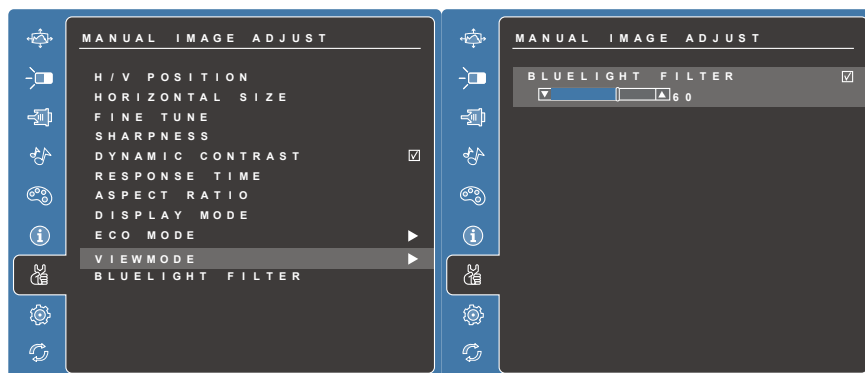 MANUAL IMAGE ADJUST
H/V POSITION
HORIZONTAL SIZE
FINE TUNE
SHARPNESS
DYNAMIC CONTRAST
RESPONSE TIME
ASPECT RATIO
DISPLAY MODE
ECO MODE
VIEWMODE
BLUELIGHT FILTER
MANUAL IMAGE ADJUST
BLUELIGHT FILTER
60